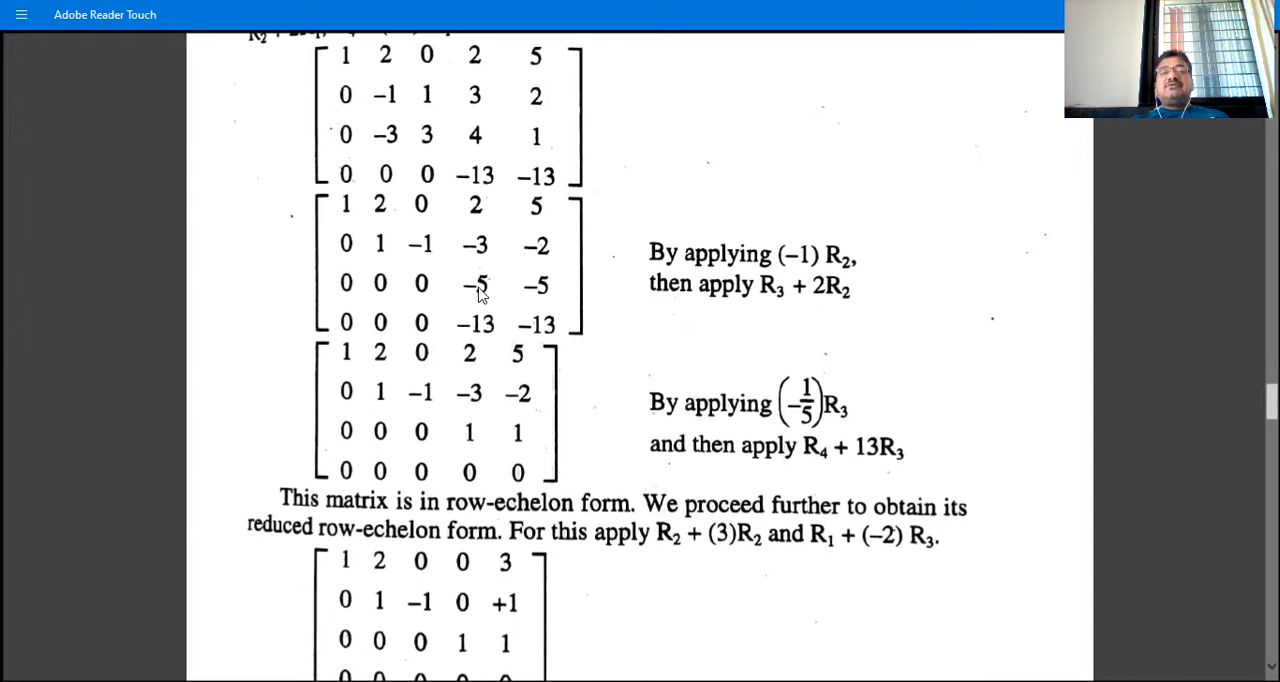 Adobe Reader Touch
1 2 0 2 5
0 -1 1 3 2
0 -3 3 4 1
0 0 0 -13 -13
1 2 0 2 5
0 1 -1 -3 -2
0 0 0 -5 -5
0 0 0 -13 -13
By applying (-1) R₂,
then apply R₃ + 2R₂
1 2 0 2 5
0 1 -1 -3 -2
0 0 0 1 1
0 0 0 0 0
By applying (-1/5)R₃
and then apply R₄ + 13R₃
This matrix is in row-echelon form. We proceed further to obtain its
reduced row-echelon form. For this apply R₂ + (3)R₂ and R₁ + (-2) R₃.
1 2 0 0 3
0 1 -1 0 +1
0 0 0 1 1